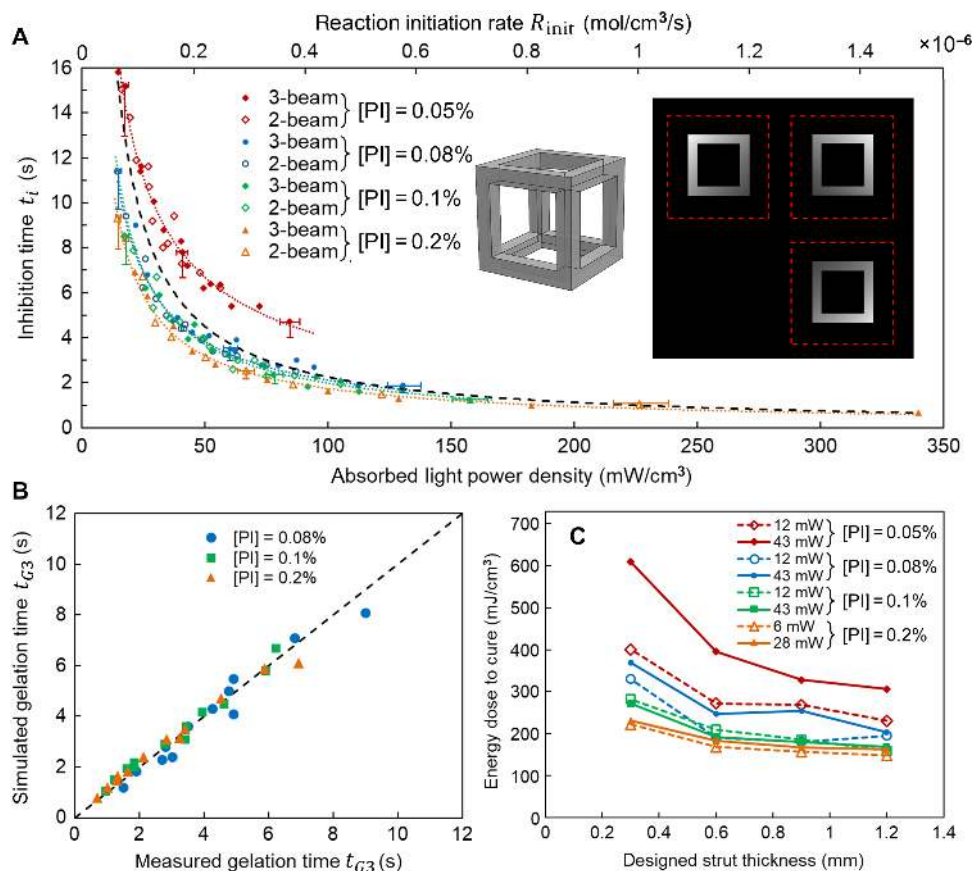 Reaction initiation rate R_init (mol/cm³/s)
A
0 0.2 0.4 0.6 0.8 1 1.2 1.4 ×10⁻⁶
16
14
12
10
8
6
4
2
0
Inhibition time t_i (s)
3-beam
2-beam } [PI] = 0.05%
3-beam
2-beam } [PI] = 0.08%
3-beam
2-beam } [PI] = 0.1%
3-beam
2-beam } [PI] = 0.2%
0 50 100 150 200 250 300 350
Absorbed light power density (mW/cm³)
B
12
10
8
6
4
2
0
Simulated gelation time t_G3 (s)
[PI] = 0.08%
[PI] = 0.1%
[PI] = 0.2%
0 2 4 6 8 10 12
Measured gelation time t_G3 (s)
C
700
600
500
400
300
200
100
0
Energy dose to cure (mJ/cm³)
12 mW
43 mW } [PI] = 0.05%
12 mW
43 mW } [PI] = 0.08%
12 mW
43 mW } [PI] = 0.1%
6 mW
28 mW } [PI] = 0.2%
0 0.2 0.4 0.6 0.8 1.0 1.2 1.4
Designed strut thickness (mm)